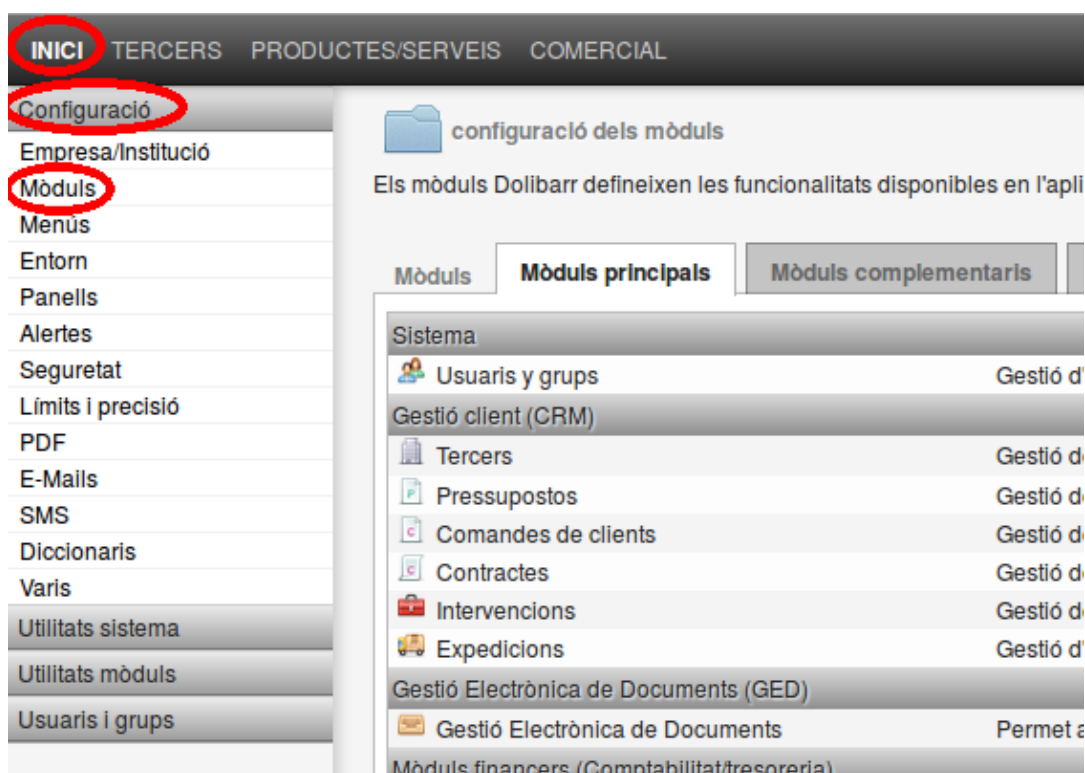 INICI TERCERS PRODUCTES/SERVEIS COMERCIAL
Configuració
Empresa/Institució
Mòduls
Menús
Entorn
Panells
Alertes
Seguretat
Límits i precisió
PDF
E-Mails
SMS
Diccionaris
Varis
Utilitats sistema
Utilitats mòduls
Usuaris i grups
configuració dels mòduls
Els mòduls Dolibarr defineixen les funcionalitats disponibles en l'apli
Mòduls Mòduls principals Mòduls complementaris
Sistema
Usuaris y grups Gestió d'
Gestió client (CRM)
Tercers Gestió de
Pressupostos Gestió de
Comandes de clients Gestió de
Contractes Gestió de
Intervencions Gestió de
Expedicions Gestió d'
Gestió Electrònica de Documents (GED)
Gestió Electrònica de Documents Permet a
Mòduls financers (Comptabilitat/tresoreria)